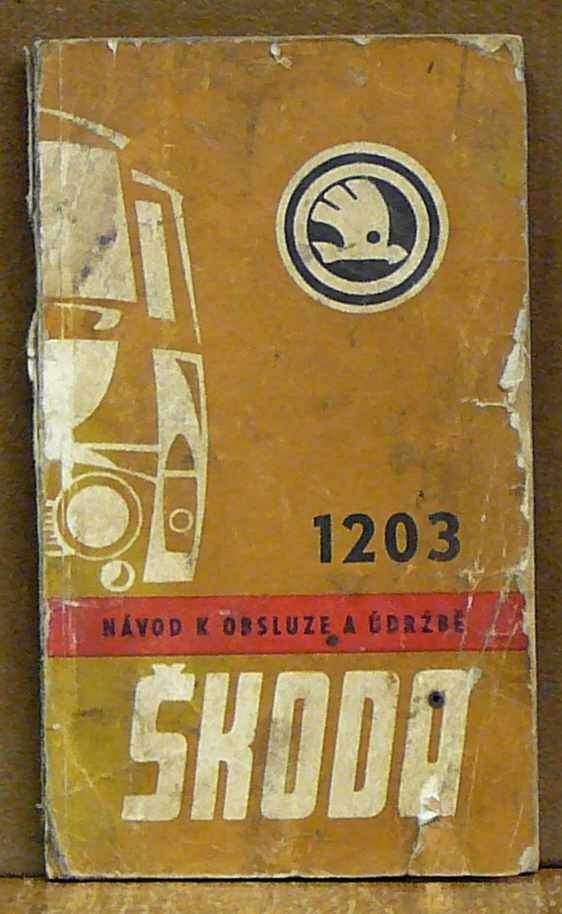 1203
NÁVOD K OBSLUZE A ÚDRŽBĚ
ŠKODA